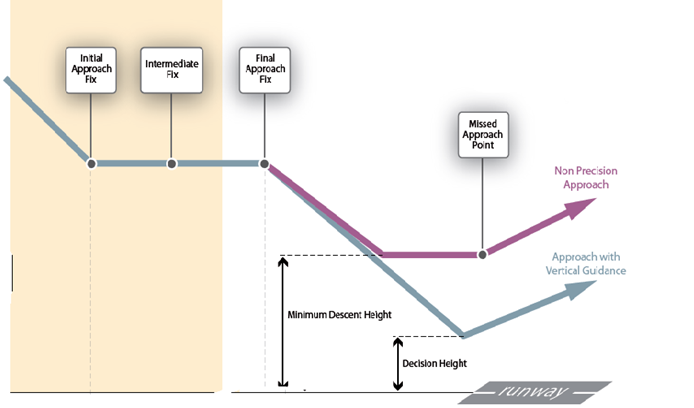 Initial
Approach
Fix
Intermediate
Fix
Final
Approach
Fix
Missed
Approach
Point
Non Precision
Approach
Approach with
Vertical Guidance
Minimum Descent Height
Decision Height
runway